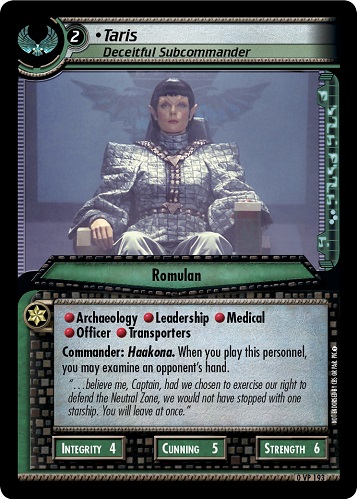 2
• Taris
Deceitful Subcommander
Romulan
Archaeology Leadership Medical
Officer Transporters
Commander: Haakona. When you play this personnel,
you may examine an opponent's hand.
"…believe me, Captain, had we chosen to exercise our right to
defend the Neutral Zone, we would not have stopped with one
starship. You will leave at once."
INTEGRITY 4 CUNNING 5 STRENGTH 6
0 VP 193